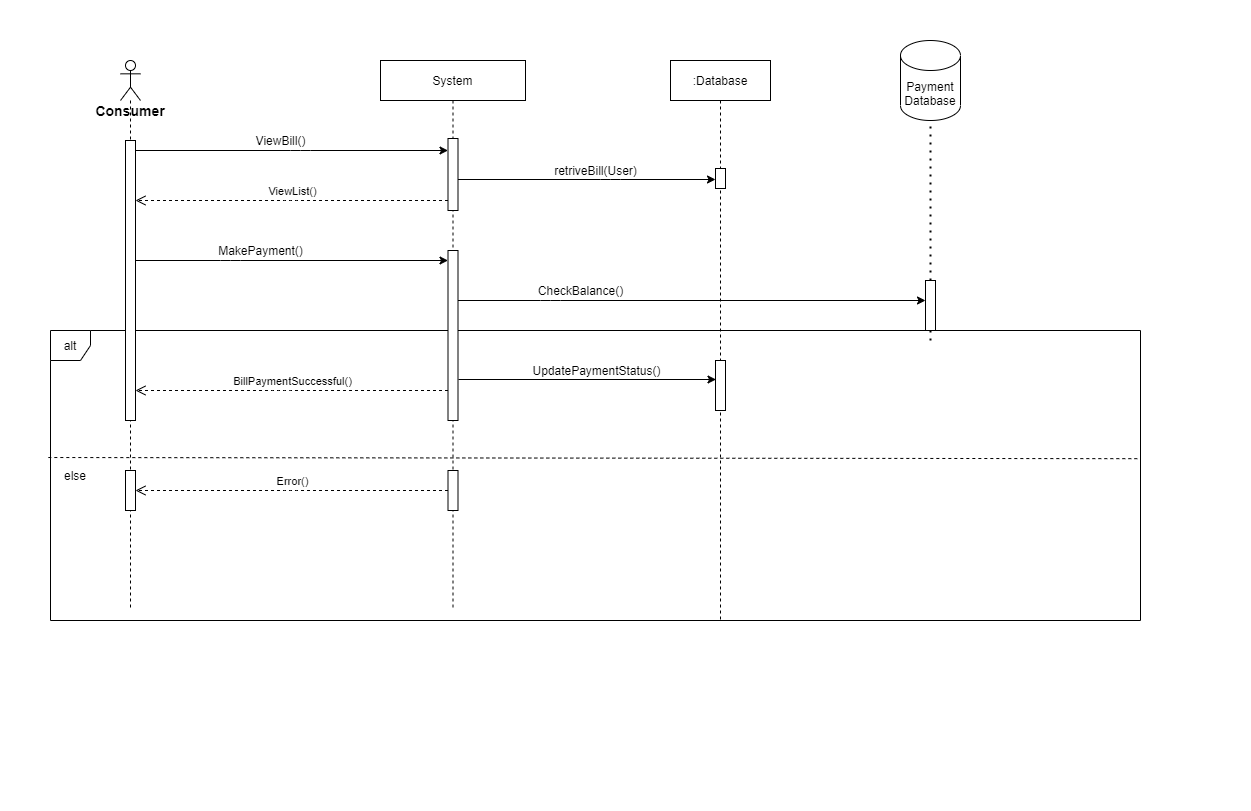 Consumer
System
:Database
Payment
Database
ViewBill()
retriveBill(User)
ViewList()
MakePayment()
CheckBalance()
alt
UpdatePaymentStatus()
BillPaymentSuccessful()
else
Error()